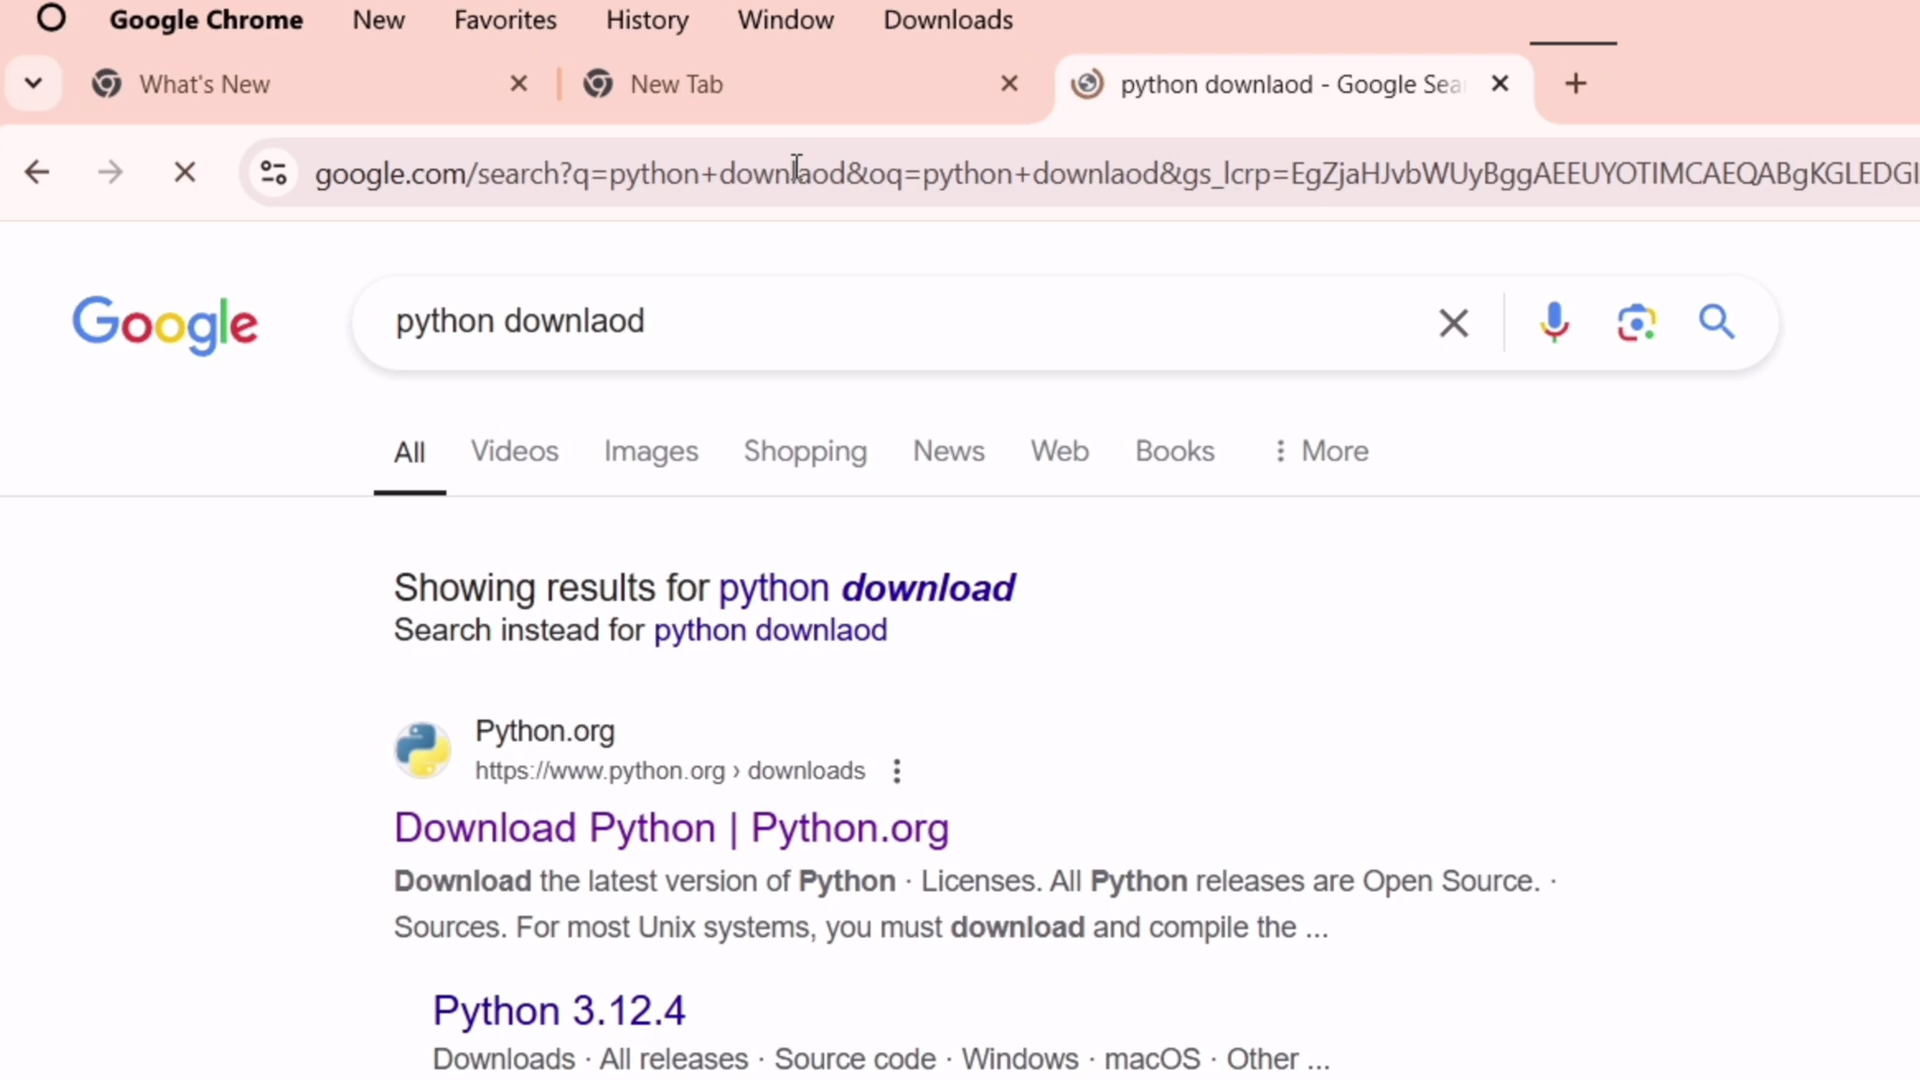 Google Chrome New Favorites History Window Downloads
What's New New Tab python downlaod - Google Sea
google.com/search?q=python+downlaod&oq=python+downlaod&gs_lcrp=EgZjaHJvbWUyBggAEEUYOTIMCAEQABgKGLEDGI
Google python downlaod
All Videos Images Shopping News Web Books More
Showing results for python download
Search instead for python downlaod
Python.org
https://www.python.org › downloads
Download Python | Python.org
Download the latest version of Python · Licenses. All Python releases are Open Source. ·
Sources. For most Unix systems, you must download and compile the ...
Python 3.12.4
Downloads · All releases · Source code · Windows · macOS · Other ...